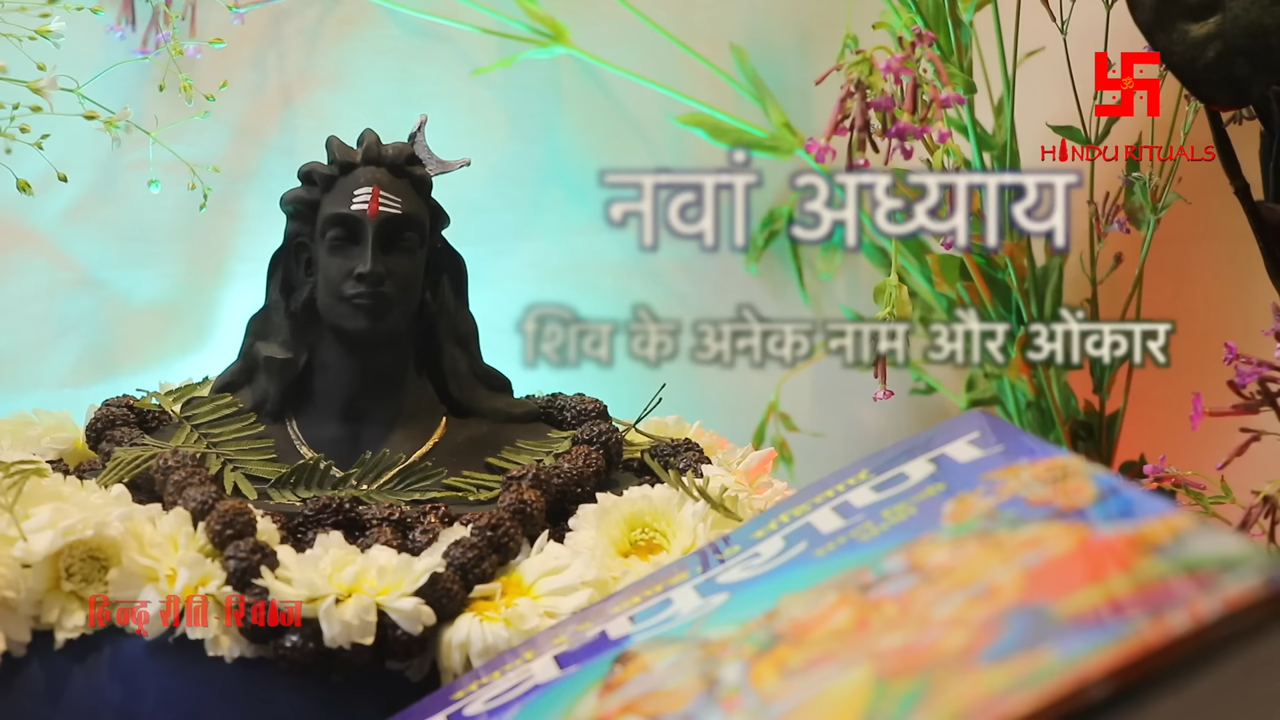 HINDU RITUALS
नवां अध्याय
शिव के अनेक नाम और ओंकार
पुराण
हिन्दू रीति-रिवाज